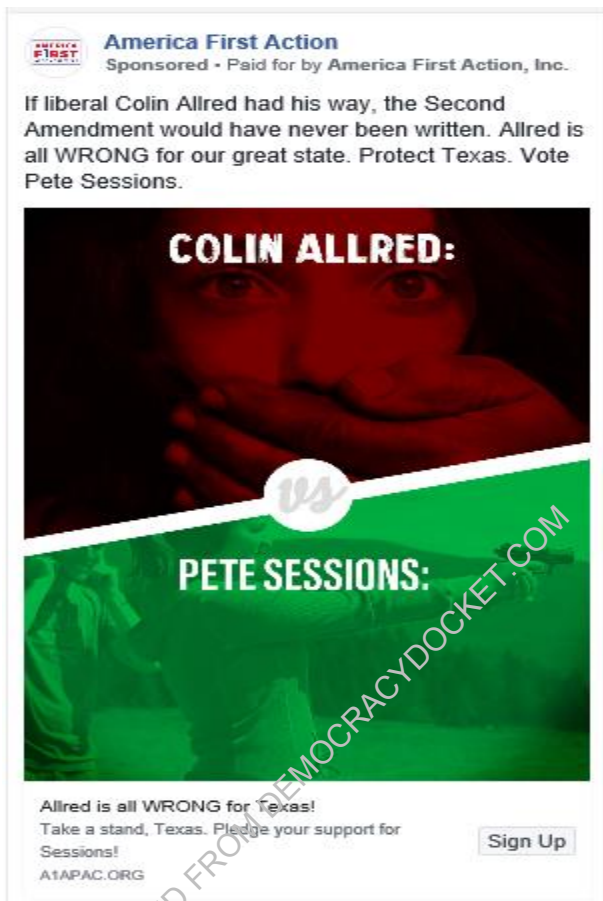 AMERICA
FIRST
America First Action
Sponsored • Paid for by America First Action, Inc.
If liberal Colin Allred had his way, the Second
Amendment would have never been written. Allred is
all WRONG for our great state. Protect Texas. Vote
Pete Sessions.
COLIN ALLRED:
vs
PETE SESSIONS:
Allred is all WRONG for Texas!
Take a stand, Texas. Pledge your support for
Sessions!
A1APAC.ORG
Sign Up
D FROM DEMOCRACYDOCKET.COM